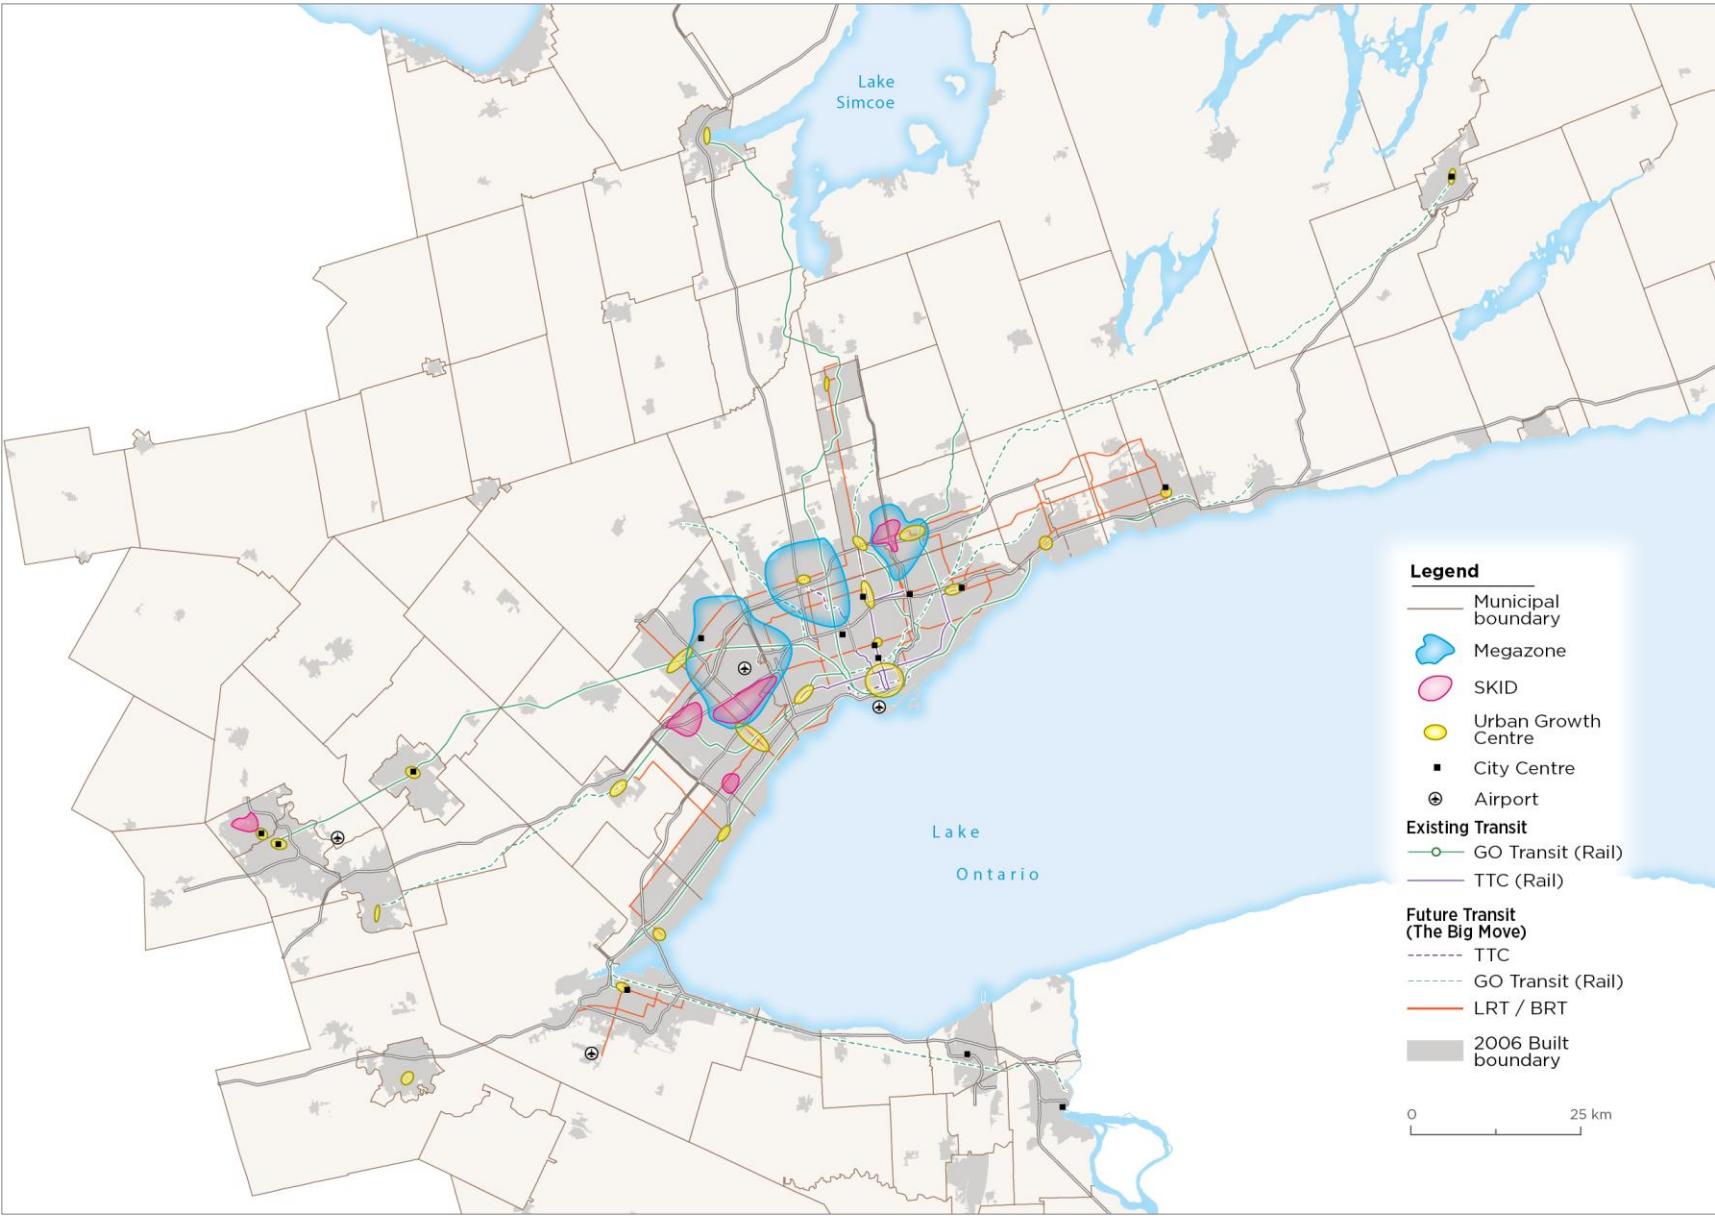 Lake
Simcoe
Lake
Ontario
Legend
Municipal
boundary
Megazone
SKID
Urban Growth
Centre
City Centre
Airport
Existing Transit
GO Transit (Rail)
TTC (Rail)
Future Transit
(The Big Move)
TTC
GO Transit (Rail)
LRT / BRT
2006 Built
boundary
0 25 km